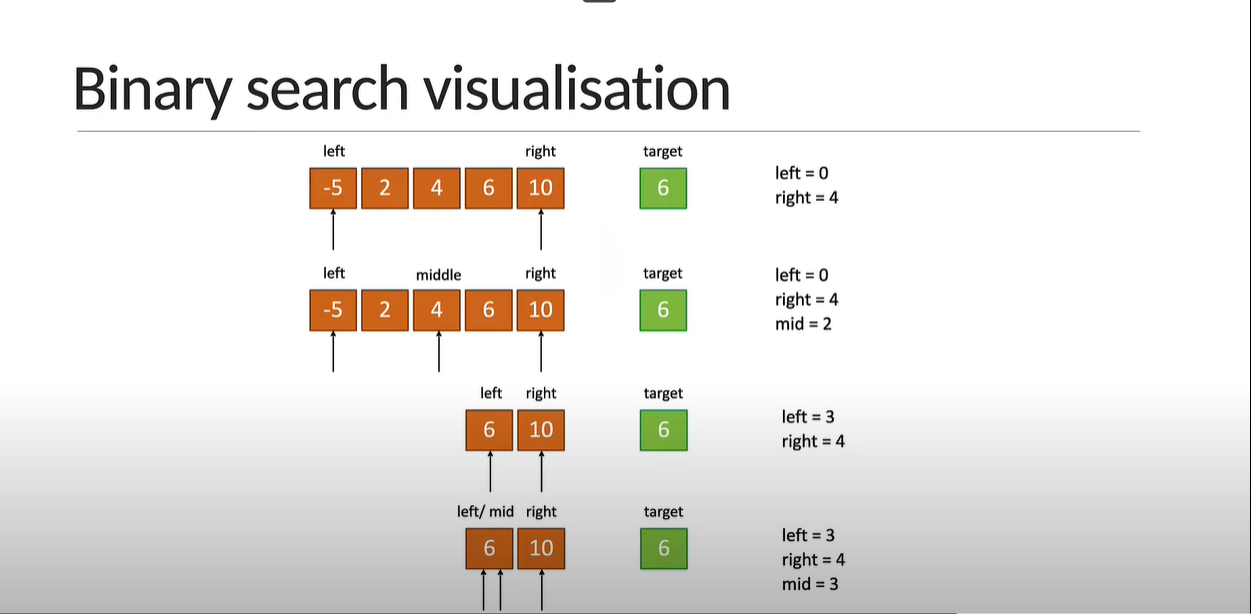 Binary search visualisation
left right target
-5 2 4 6 10 6
left = 0
right = 4
left middle right target
-5 2 4 6 10 6
left = 0
right = 4
mid = 2
left right target
6 10 6
left = 3
right = 4
left/ mid right target
6 10 6
left = 3
right = 4
mid = 3